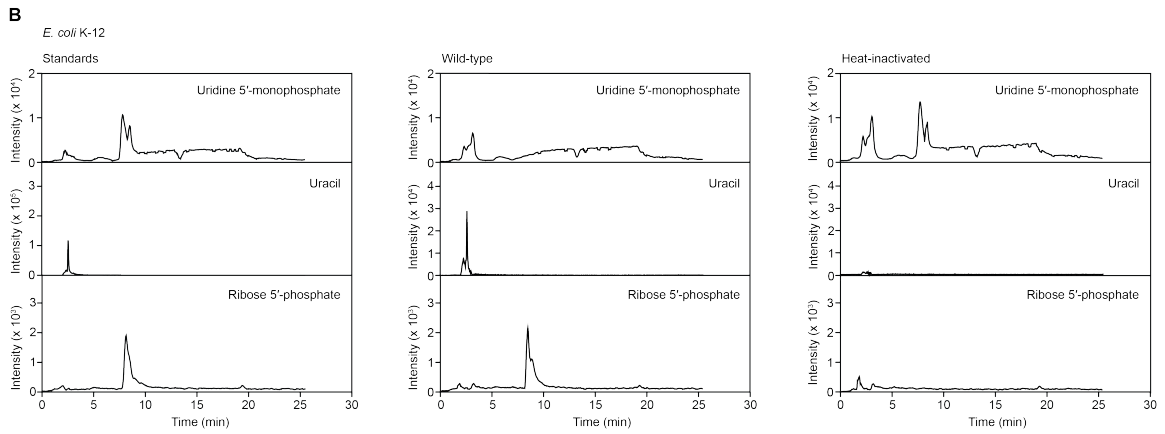 B
E. coli K-12
Standards
Wild-type
Heat-inactivated
Uridine 5′-monophosphate
Intensity (x 10⁴)
2
1
0
Uracil
Intensity (x 10⁵)
3
2
1
0
Ribose 5′-phosphate
Intensity (x 10³)
3
2
1
0
0 5 10 15 20 25 30
Time (min)
Uridine 5′-monophosphate
Intensity (x 10⁴)
2
1
0
Uracil
Intensity (x 10⁴)
4
3
2
1
0
Ribose 5′-phosphate
Intensity (x 10³)
3
2
1
0
0 5 10 15 20 25 30
Time (min)
Uridine 5′-monophosphate
Intensity (x 10⁴)
2
1
0
Uracil
Intensity (x 10⁴)
4
3
2
1
0
Ribose 5′-phosphate
Intensity (x 10³)
3
2
1
0
0 5 10 15 20 25 30
Time (min)